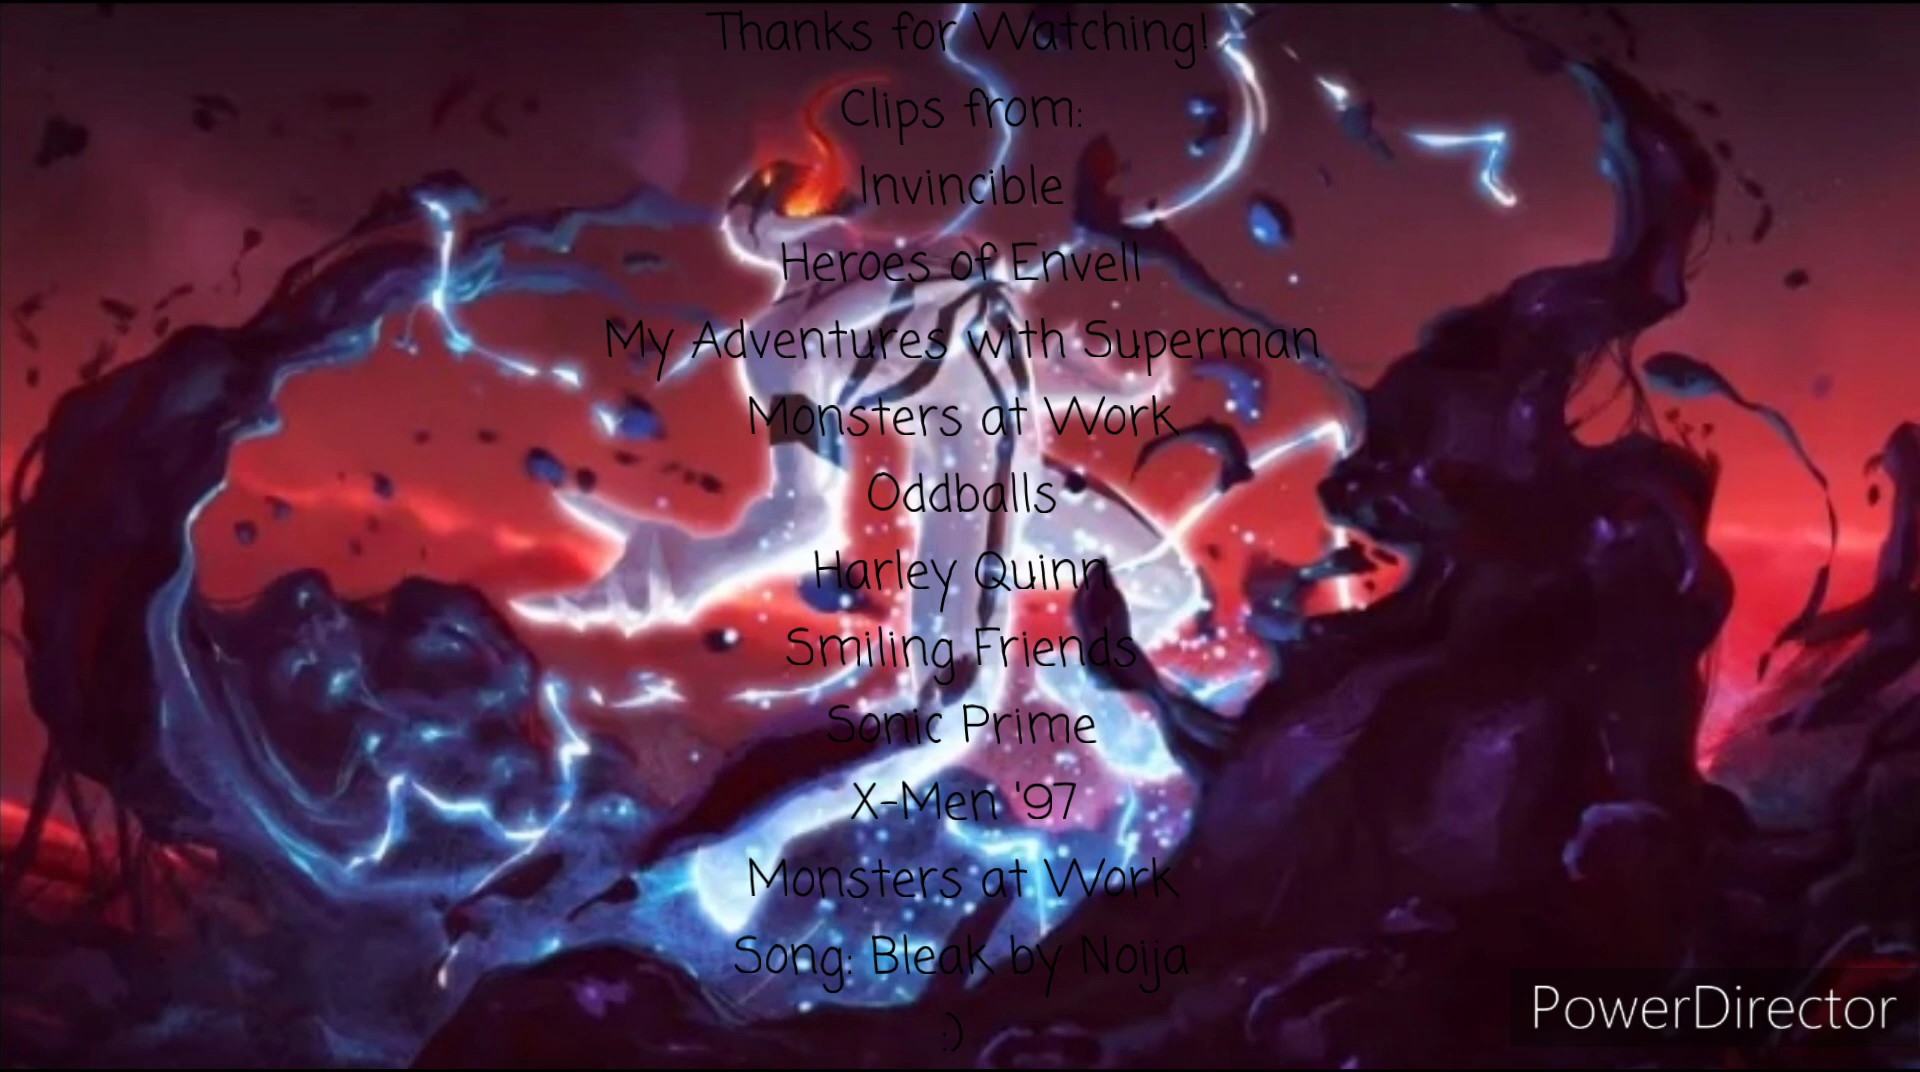 Thanks for Watching!
Clips from:
Invincible
Heroes of Envell
My Adventures with Superman
Monsters at Work
Oddballs
Harley Quinn
Smiling Friends
Sonic Prime
X-Men '97
Monsters at Work
Song: Bleak by Noija
:)
PowerDirector